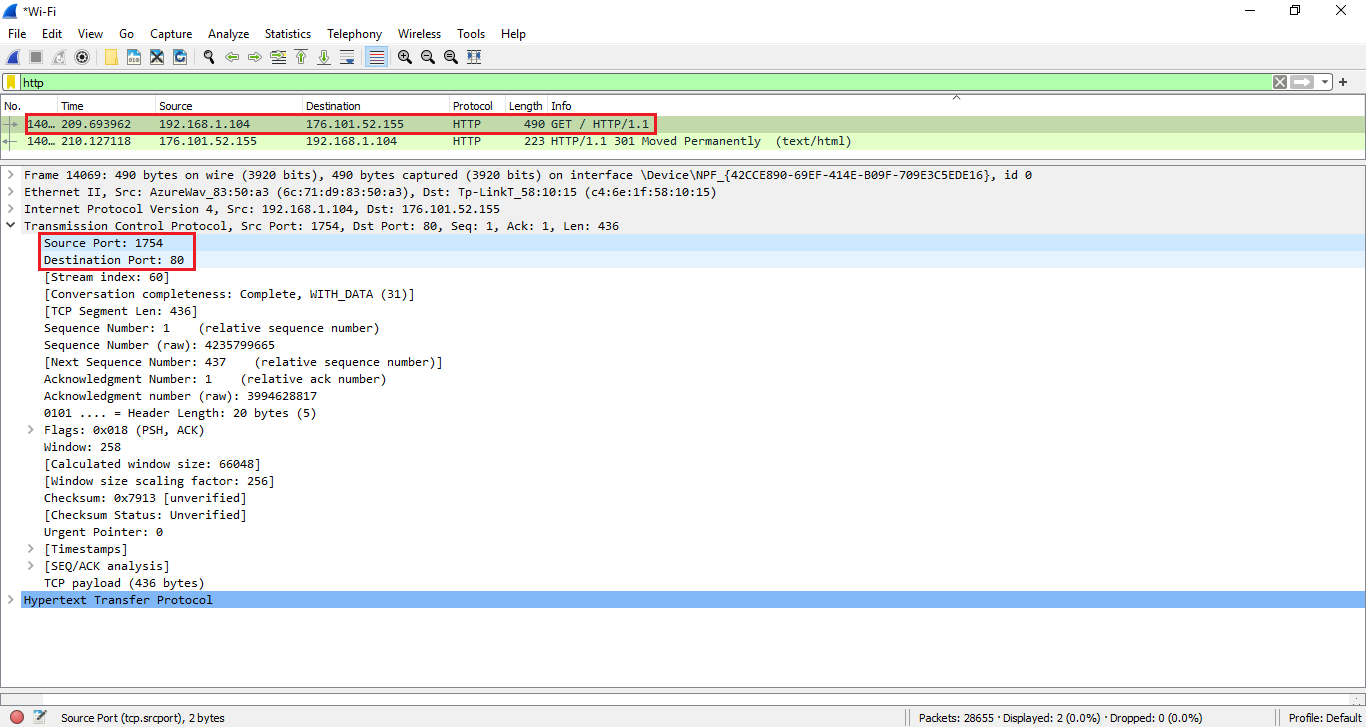 *Wi-Fi
File Edit View Go Capture Analyze Statistics Telephony Wireless Tools Help
http
No. Time Source Destination Protocol Length Info
140… 209.693962 192.168.1.104 176.101.52.155 HTTP 490 GET / HTTP/1.1
140… 210.127118 176.101.52.155 192.168.1.104 HTTP 223 HTTP/1.1 301 Moved Permanently (text/html)
Frame 14069: 490 bytes on wire (3920 bits), 490 bytes captured (3920 bits) on interface \Device\NPF_{42CCE890-69EF-414E-B09F-709E3C5EDE16}, id 0
Ethernet II, Src: AzureWav_83:50:a3 (6c:71:d9:83:50:a3), Dst: Tp-LinkT_58:10:15 (c4:6e:1f:58:10:15)
Internet Protocol Version 4, Src: 192.168.1.104, Dst: 176.101.52.155
Transmission Control Protocol, Src Port: 1754, Dst Port: 80, Seq: 1, Ack: 1, Len: 436
Source Port: 1754
Destination Port: 80
[Stream index: 60]
[Conversation completeness: Complete, WITH_DATA (31)]
[TCP Segment Len: 436]
Sequence Number: 1 (relative sequence number)
Sequence Number (raw): 4235799665
[Next Sequence Number: 437 (relative sequence number)]
Acknowledgment Number: 1 (relative ack number)
Acknowledgment number (raw): 3994628817
0101 .... = Header Length: 20 bytes (5)
Flags: 0x018 (PSH, ACK)
Window: 258
[Calculated window size: 66048]
[Window size scaling factor: 256]
Checksum: 0x7913 [unverified]
[Checksum Status: Unverified]
Urgent Pointer: 0
[Timestamps]
[SEQ/ACK analysis]
TCP payload (436 bytes)
Hypertext Transfer Protocol
Source Port (tcp.srcport), 2 bytes Packets: 28655 · Displayed: 2 (0.0%) · Dropped: 0 (0.0%) Profile: Default